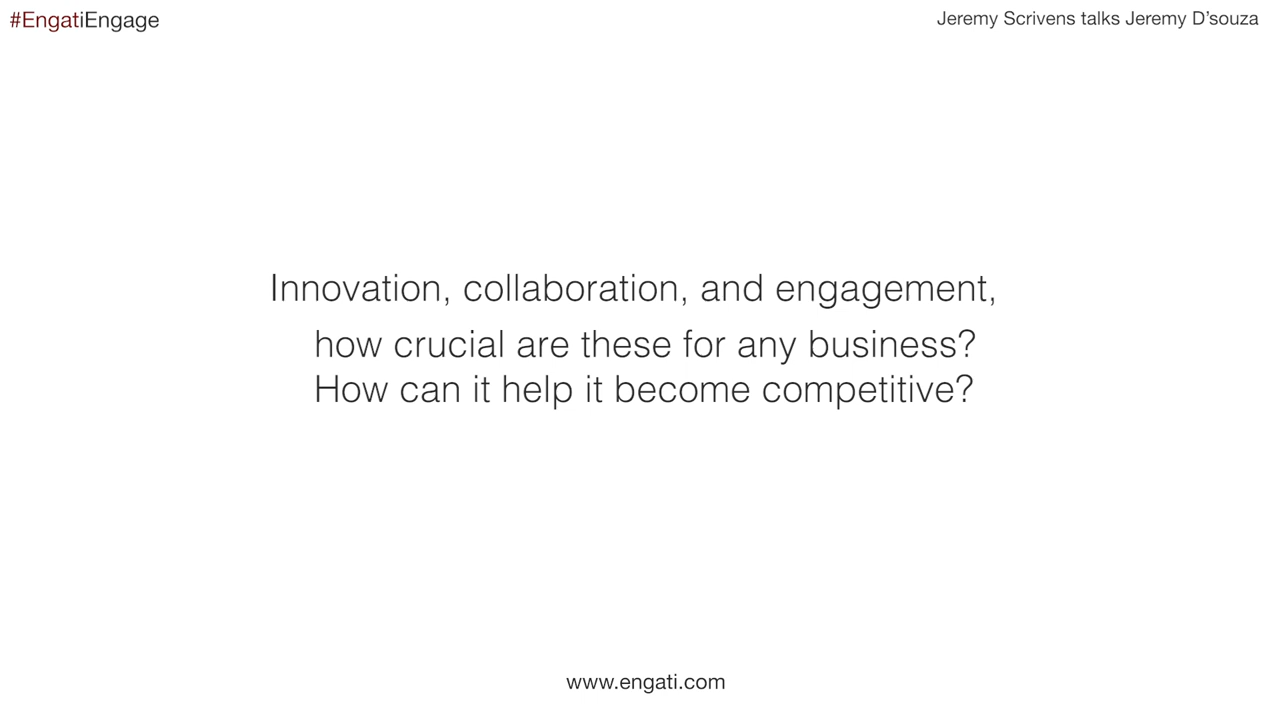 #EngatiEngage
Jeremy Scrivens talks Jeremy D’souza
Innovation, collaboration, and engagement,
how crucial are these for any business?
How can it help it become competitive?
www.engati.com